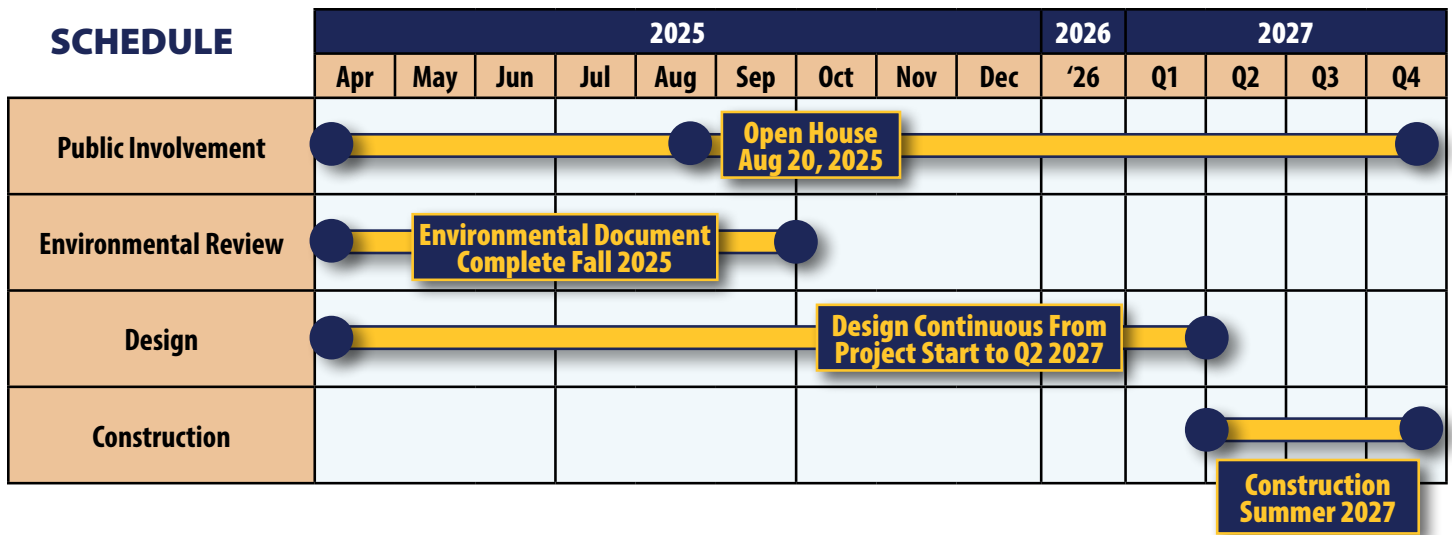 SCHEDULE
2025 2026 2027
Apr May Jun Jul Aug Sep Oct Nov Dec ‘26 Q1 Q2 Q3 Q4
Public Involvement
Open House
Aug 20, 2025
Environmental Review
Environmental Document
Complete Fall 2025
Design
Design Continuous From
Project Start to Q2 2027
Construction
Construction
Summer 2027